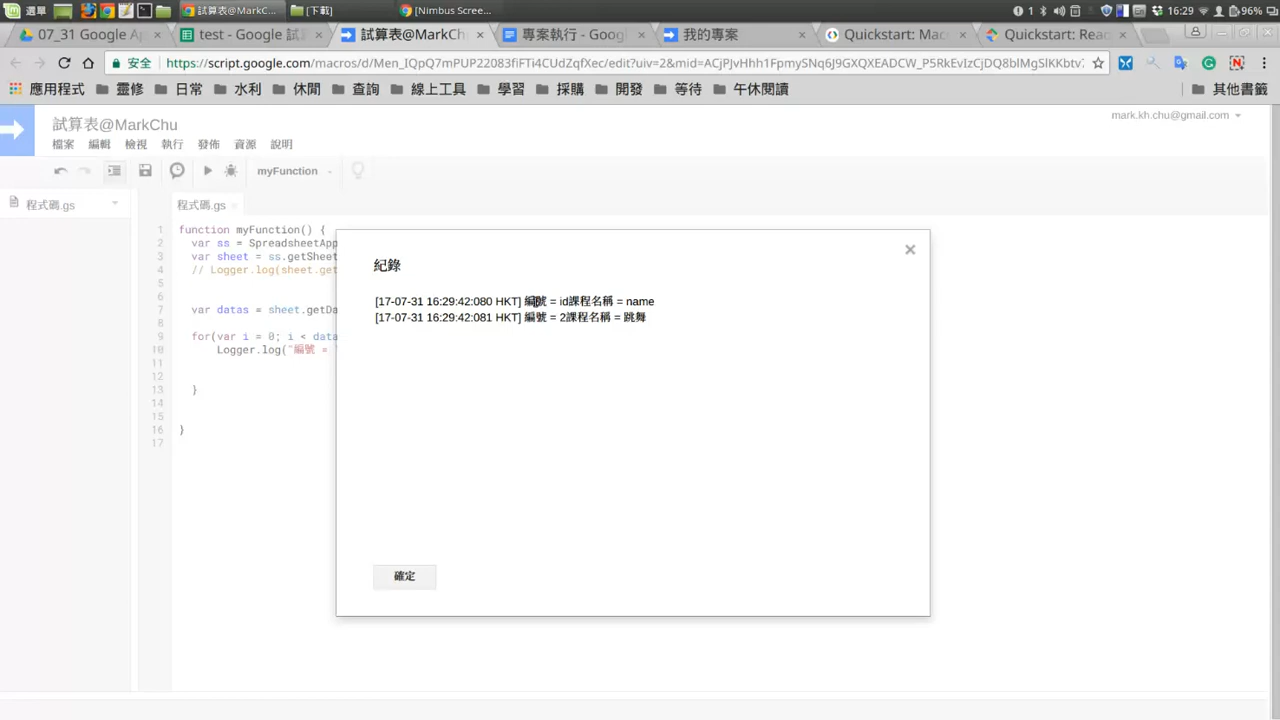 選單
試算表@MarkC...
[下載]
[Nimbus Scree...
1
En
16:29
96%
07_31 Google A
test - Google 試
試算表@MarkCh
專案執行 - Goog
我的專案
Quickstart: Mac
Quickstart: Rea
安全
https://script.google.com/macros/d/Men_IQpQ7mPUP22083fiFTi4CUdZqfXec/edit?uiv=2&mid=ACjPJvHhh1FpmySNq6J9GXQXEADCW_P5RkEvIzCjDQ8blMgSlKKbtv
應用程式
靈修
日常
水利
休閒
查詢
線上工具
學習
採購
開發
等待
午休閱讀
其他書籤
試算表@MarkChu
mark.kh.chu@gmail.com
檔案 編輯 檢視 執行 發佈 資源 說明
myFunction
程式碼.gs
程式碼.gs
1 function myFunction() {
2 var ss = SpreadsheetApp
3 var sheet = ss.getSheet
4 // Logger.log(sheet.get
5
6
7 var datas = sheet.getDa
8
9 for(var i = 0; i < data
10 Logger.log("編號 = "
11
12
13 }
14
15
16 }
17
紀錄
[17-07-31 16:29:42:080 HKT] 編號 = id課程名稱 = name
[17-07-31 16:29:42:081 HKT] 編號 = 2課程名稱 = 跳舞
確定